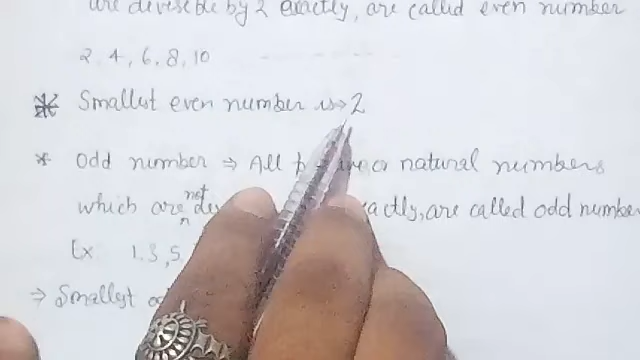 are devesible by 2 exactly, are called even number
2, 4, 6, 8, 10
* Smallest even number is → 2
* Odd number ⇒ All natural numbers
which are not exactly, are called odd number
Ex 1, 3, 5
⇒ Smallest